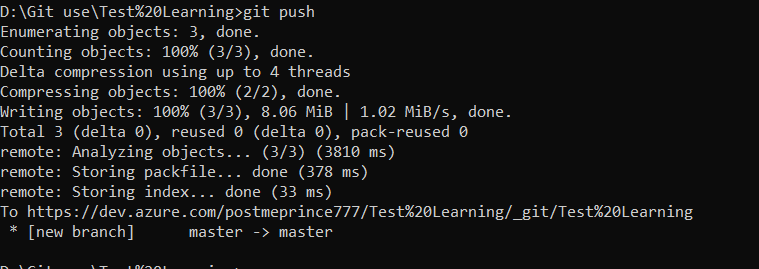 D:\Git use\Test%20Learning>git push
Enumerating objects: 3, done.
Counting objects: 100% (3/3), done.
Delta compression using up to 4 threads
Compressing objects: 100% (2/2), done.
Writing objects: 100% (3/3), 8.06 MiB | 1.02 MiB/s, done.
Total 3 (delta 0), reused 0 (delta 0), pack-reused 0
remote: Analyzing objects... (3/3) (3810 ms)
remote: Storing packfile... done (378 ms)
remote: Storing index... done (33 ms)
To https://dev.azure.com/postmeprince777/Test%20Learning/_git/Test%20Learning
 * [new branch]      master -> master